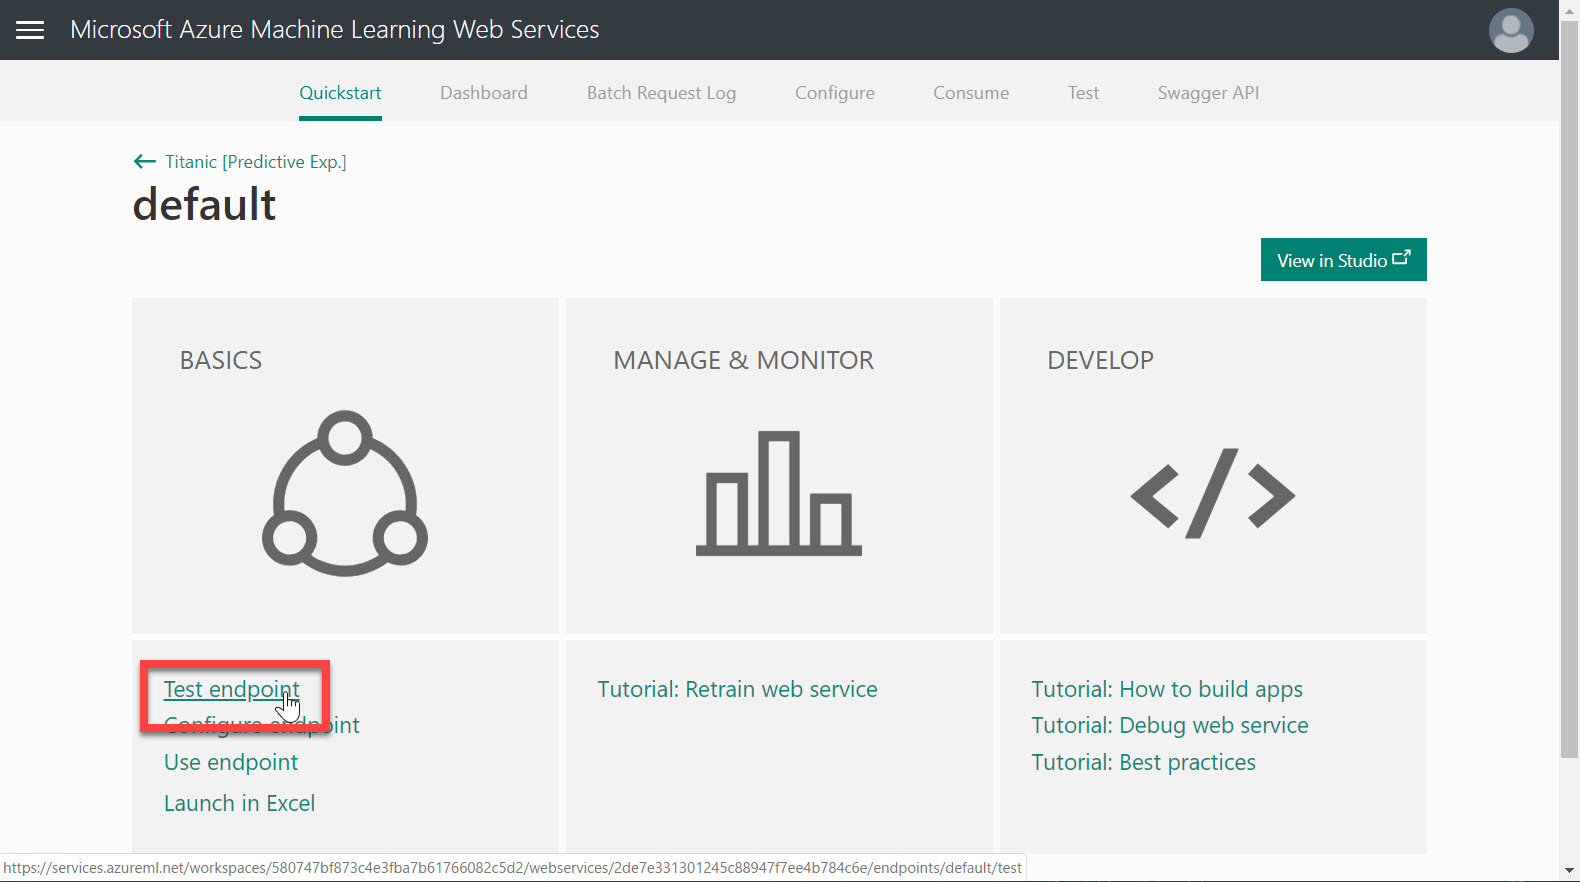 Microsoft Azure Machine Learning Web Services
Quickstart Dashboard Batch Request Log Configure Consume Test Swagger API
Titanic [Predictive Exp.]
default
View in Studio
BASICS
MANAGE & MONITOR
DEVELOP
Test endpoint
Configure endpoint
Use endpoint
Launch in Excel
Tutorial: Retrain web service
Tutorial: How to build apps
Tutorial: Debug web service
Tutorial: Best practices
https://services.azureml.net/workspaces/580747bf873c4e3fba7b61766082c5d2/webservices/2de7e331301245c88947f7ee4b784c6e/endpoints/default/test